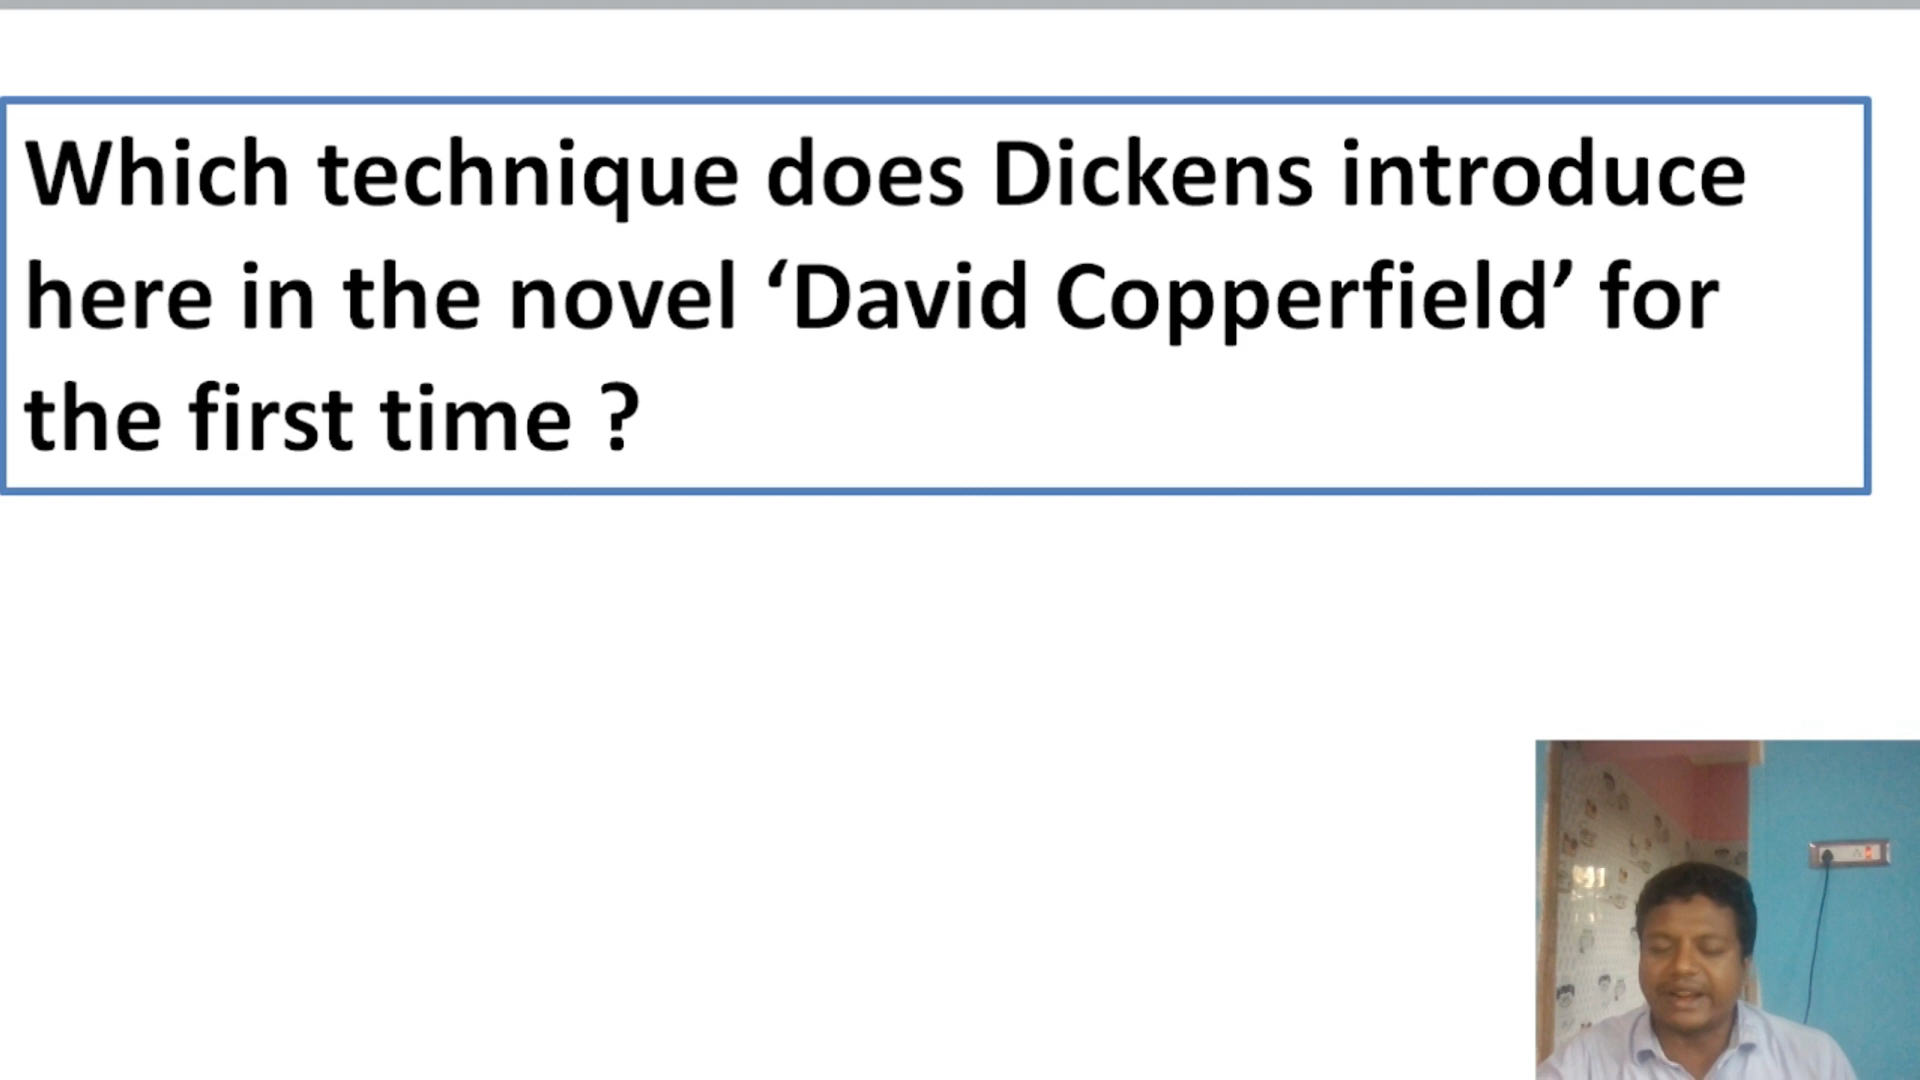 Which technique does Dickens introduce
here in the novel ‘David Copperfield’ for
the first time ?